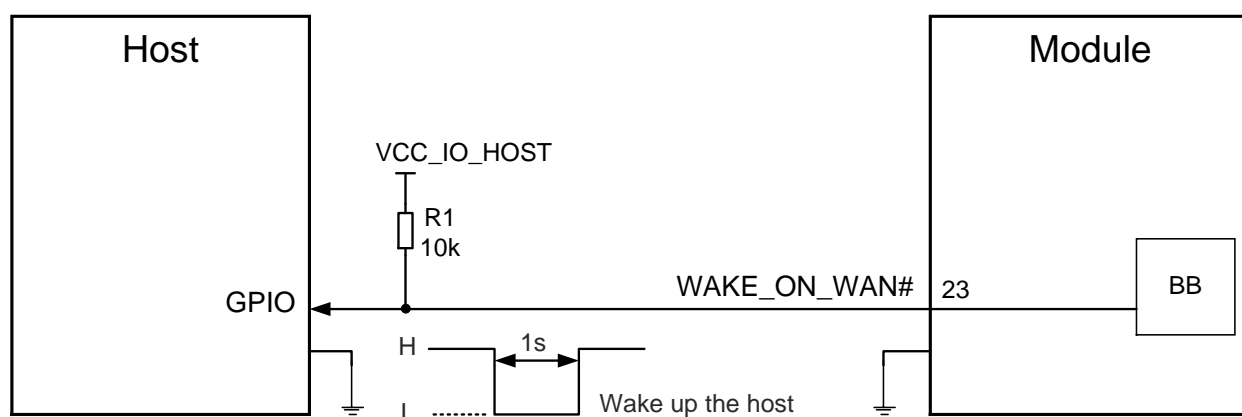 Host
Module
VCC_IO_HOST
R1
10k
GPIO
WAKE_ON_WAN#
23
BB
H
1s
L
Wake up the host